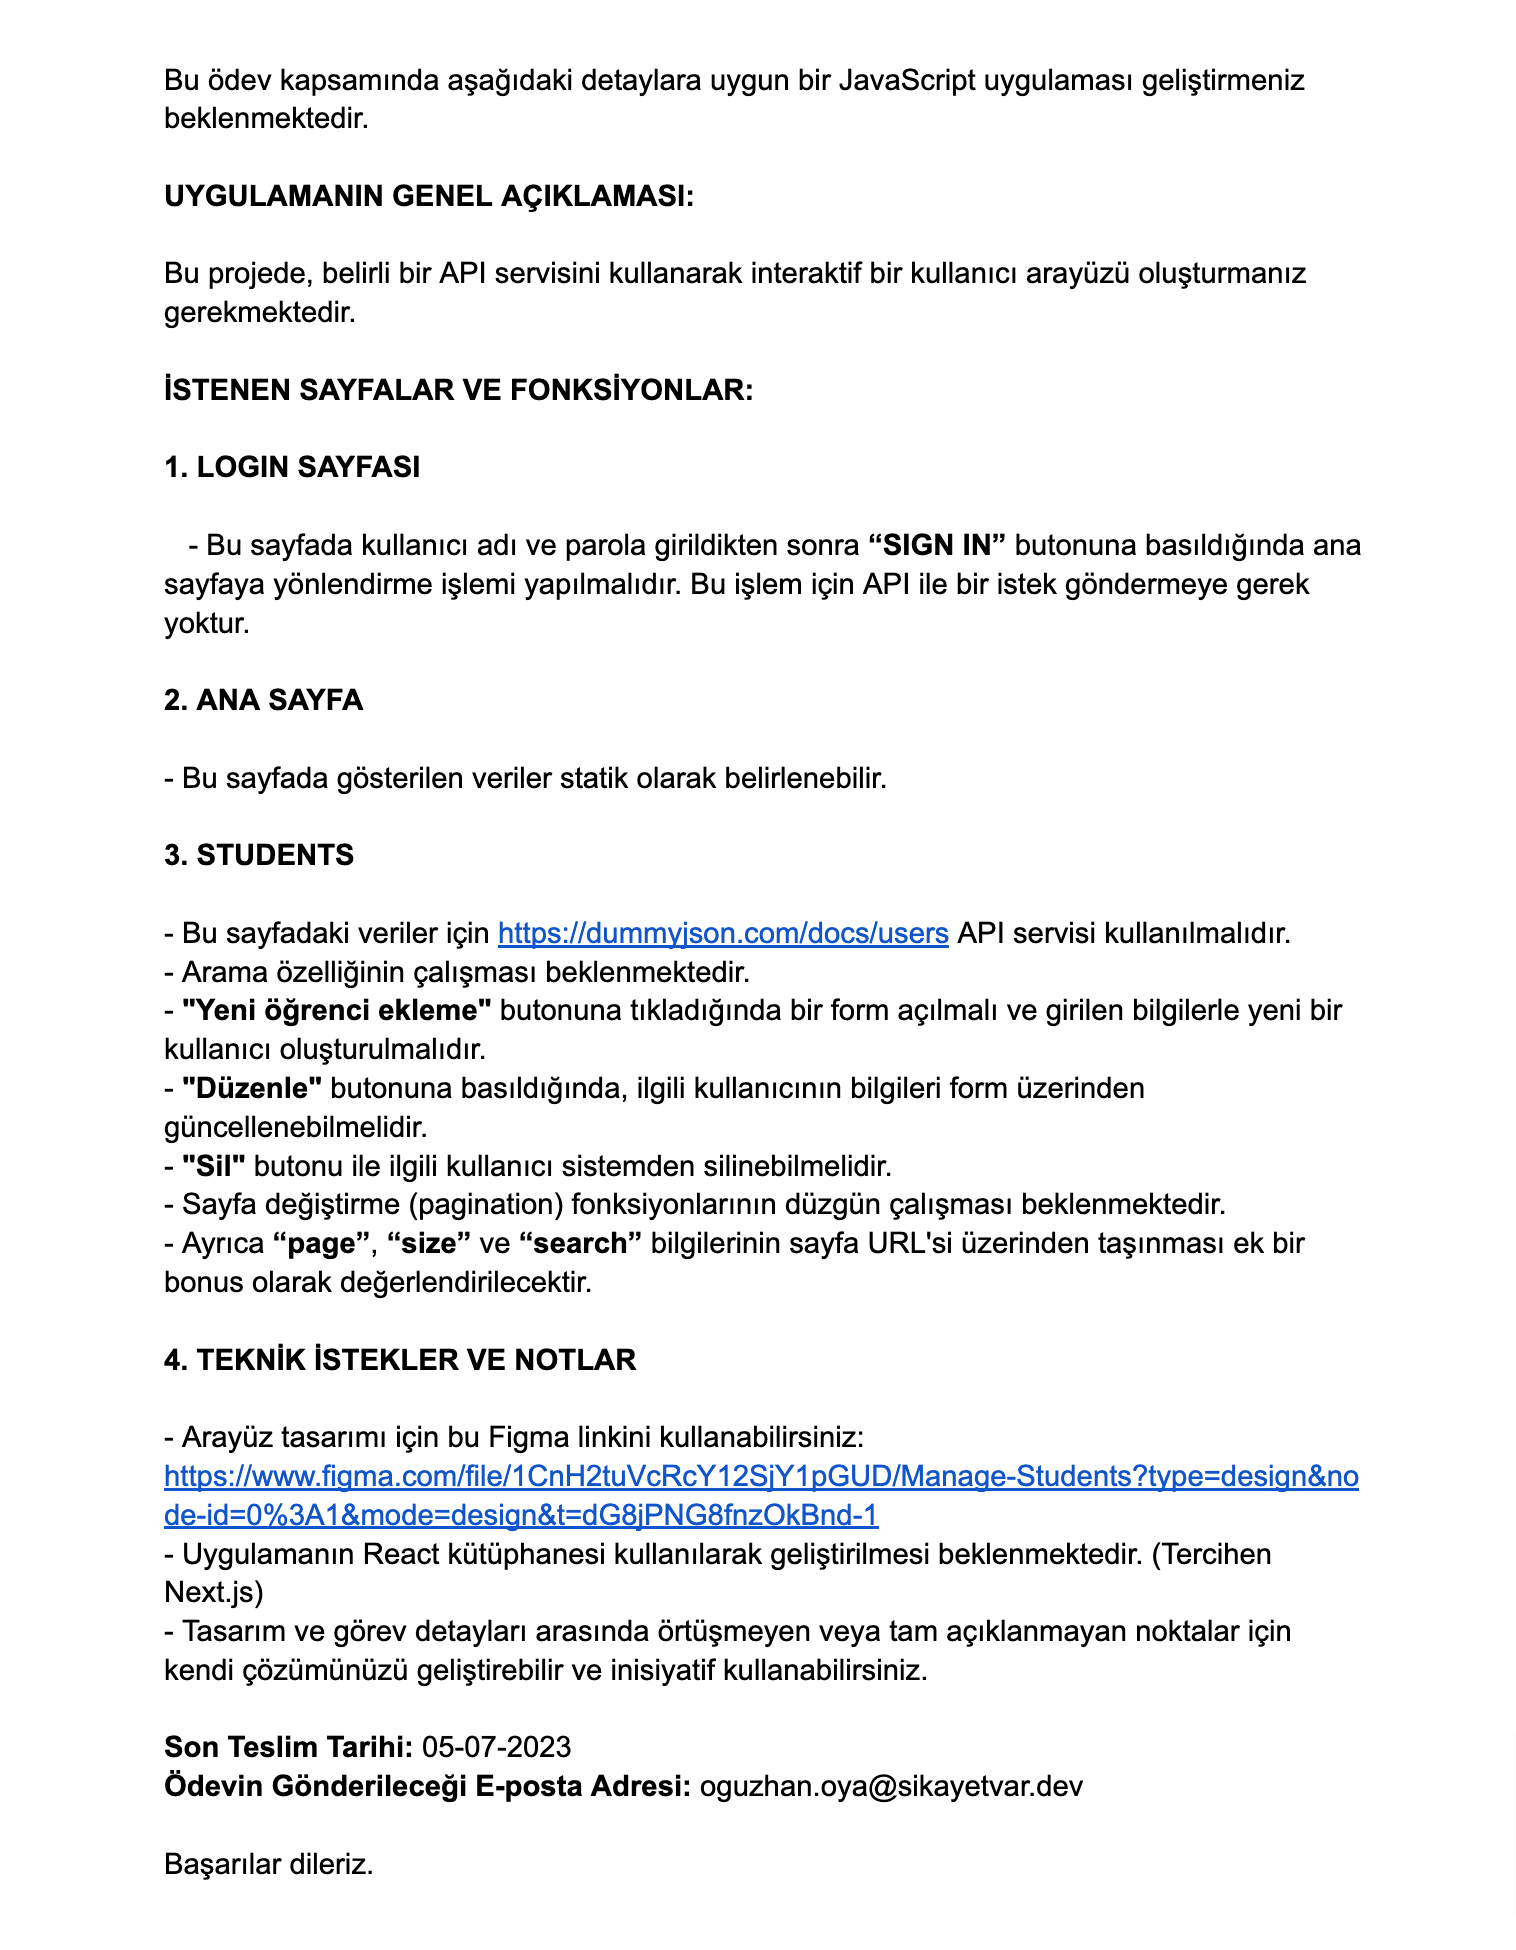 Bu ödev kapsamında aşağıdaki detaylara uygun bir JavaScript uygulaması geliştirmeniz
beklenmektedir.
UYGULAMANIN GENEL AÇIKLAMASI:
Bu projede, belirli bir API servisini kullanarak interaktif bir kullanıcı arayüzü oluşturmanız
gerekmektedir.
İSTENEN SAYFALAR VE FONKSİYONLAR:
1. LOGIN SAYFASI
- Bu sayfada kullanıcı adı ve parola girildikten sonra “SIGN IN” butonuna basıldığında ana
sayfaya yönlendirme işlemi yapılmalıdır. Bu işlem için API ile bir istek göndermeye gerek
yoktur.
2. ANA SAYFA
- Bu sayfada gösterilen veriler statik olarak belirlenebilir.
3. STUDENTS
- Bu sayfadaki veriler için https://dummyjson.com/docs/users API servisi kullanılmalıdır.
- Arama özelliğinin çalışması beklenmektedir.
- "Yeni öğrenci ekleme" butonuna tıkladığında bir form açılmalı ve girilen bilgilerle yeni bir
kullanıcı oluşturulmalıdır.
- "Düzenle" butonuna basıldığında, ilgili kullanıcının bilgileri form üzerinden
güncellenebilmelidir.
- "Sil" butonu ile ilgili kullanıcı sistemden silinebilmelidir.
- Sayfa değiştirme (pagination) fonksiyonlarının düzgün çalışması beklenmektedir.
- Ayrıca “page”, “size” ve “search” bilgilerinin sayfa URL'si üzerinden taşınması ek bir
bonus olarak değerlendirilecektir.
4. TEKNİK İSTEKLER VE NOTLAR
- Arayüz tasarımı için bu Figma linkini kullanabilirsiniz:
https://www.figma.com/file/1CnH2tuVcRcY12SjY1pGUD/Manage-Students?type=design&no
de-id=0%3A1&mode=design&t=dG8jPNG8fnzOkBnd-1
- Uygulamanın React kütüphanesi kullanılarak geliştirilmesi beklenmektedir. (Tercihen
Next.js)
- Tasarım ve görev detayları arasında örtüşmeyen veya tam açıklanmayan noktalar için
kendi çözümünüzü geliştirebilir ve inisiyatif kullanabilirsiniz.
Son Teslim Tarihi: 05-07-2023
Ödevin Gönderileceği E-posta Adresi: oguzhan.oya@sikayetvar.dev
Başarılar dileriz.